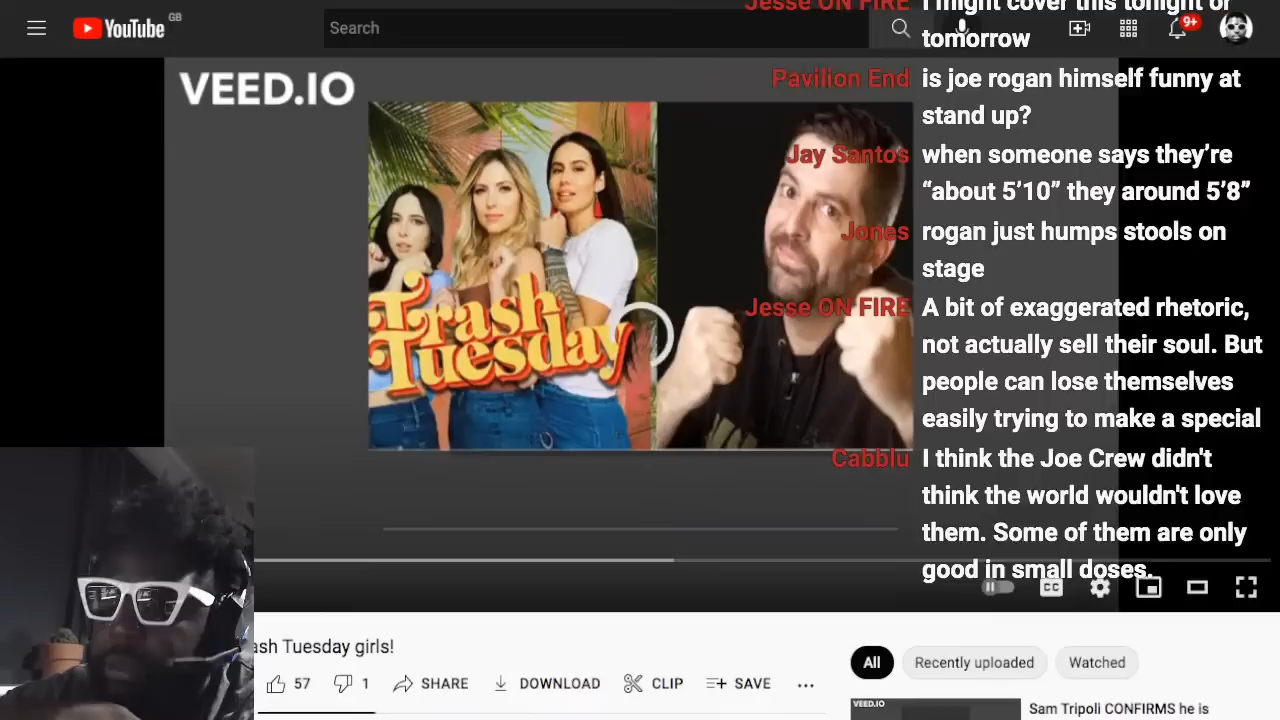 YouTube GB
Search
9+
VEED.IO
Trash
Tuesday
Jesse ON FIRE I might cover this tonight or
tomorrow
Pavilion End is joe rogan himself funny at
stand up?
Jay Santos when someone says they’re
“about 5’10” they around 5’8”
Jones rogan just humps stools on
stage
Jesse ON FIRE A bit of exaggerated rhetoric,
not actually sell their soul. But
people can lose themselves
easily trying to make a special
Cabblu I think the Joe Crew didn't
think the world wouldn't love
them. Some of them are only
good in small doses.
CC
ash Tuesday girls!
57
1
SHARE
DOWNLOAD
CLIP
SAVE
All
Recently uploaded
Watched
VEED.IO
Sam Tripoli CONFIRMS he is